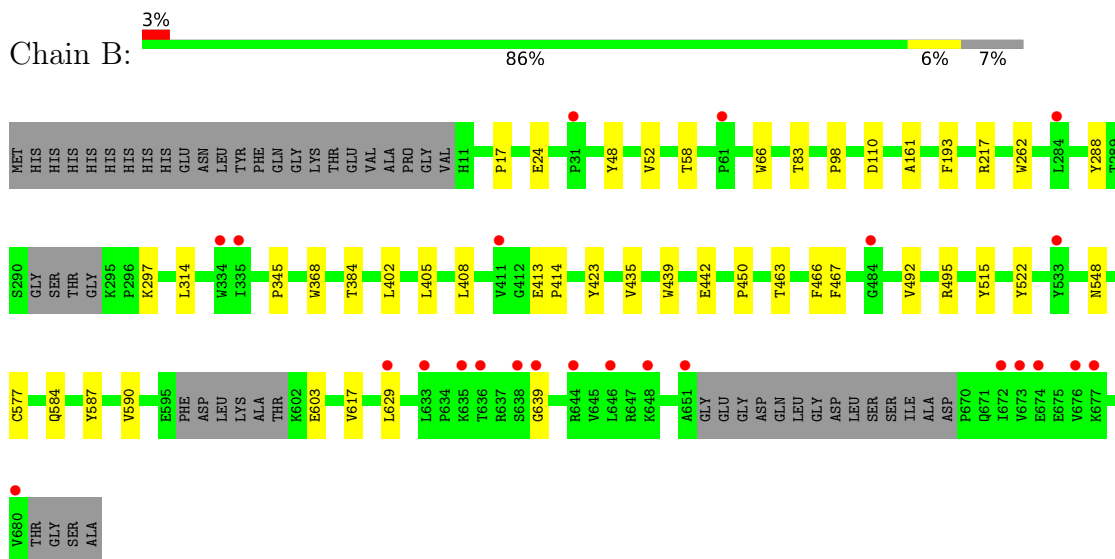 3%
Chain B:
86% 6% 7%
MET HIS HIS HIS HIS HIS HIS HIS HIS GLU ASN LEU TYR PHE GLN GLY LYS THR GLU VAL ALA PRO GLY VAL H11 P17 E24 P31 Y48 V52 T58 P61 W66 T83 P98 D110 A161 F193 R217 W262 L284 Y288 T289
S290 GLY SER THR GLY K295 P296 K297 L314 W334 I335 P345 W368 T384 L402 L405 L408 V411 G412 E413 P414 Y423 V435 W439 E442 P450 T463 F466 F467 G484 V492 R495 Y515 Y522 Y533 N548
C577 Q584 Y587 V590 E595 PHE ASP LEU LYS ALA THR K602 E603 V617 L629 L633 P634 K635 T636 R637 S638 G639 R644 V645 L646 R647 K648 A651 GLY GLU GLY ASP GLN LEU GLY ASP LEU SER SER ILE ALA ASP P670 Q671 I672 V673 E674 E675 V676 K677
V680 THR GLY SER ALA